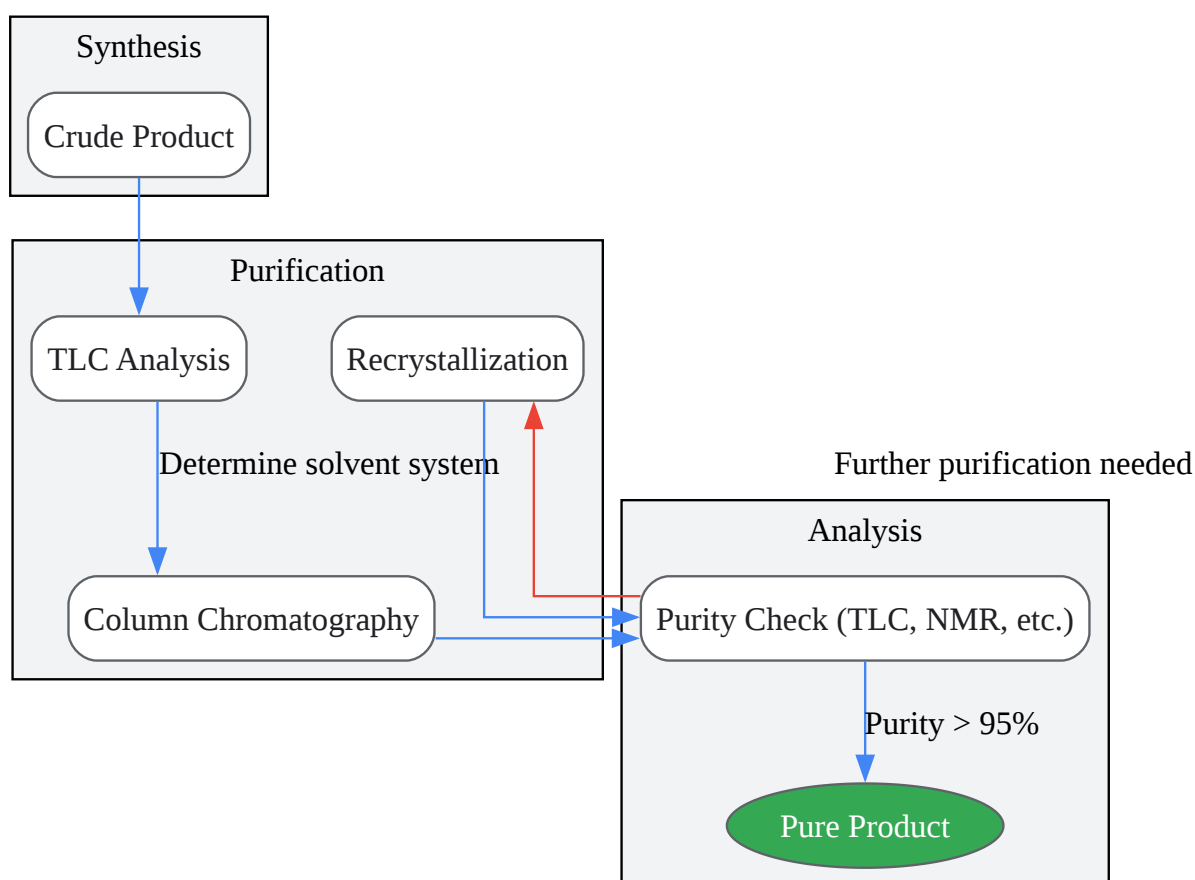 Synthesis
Crude Product
Purification
TLC Analysis
Recrystallization
Determine solvent system
Further purification needed
Analysis
Column Chromatography
Purity Check (TLC, NMR, etc.)
Purity > 95%
Pure Product